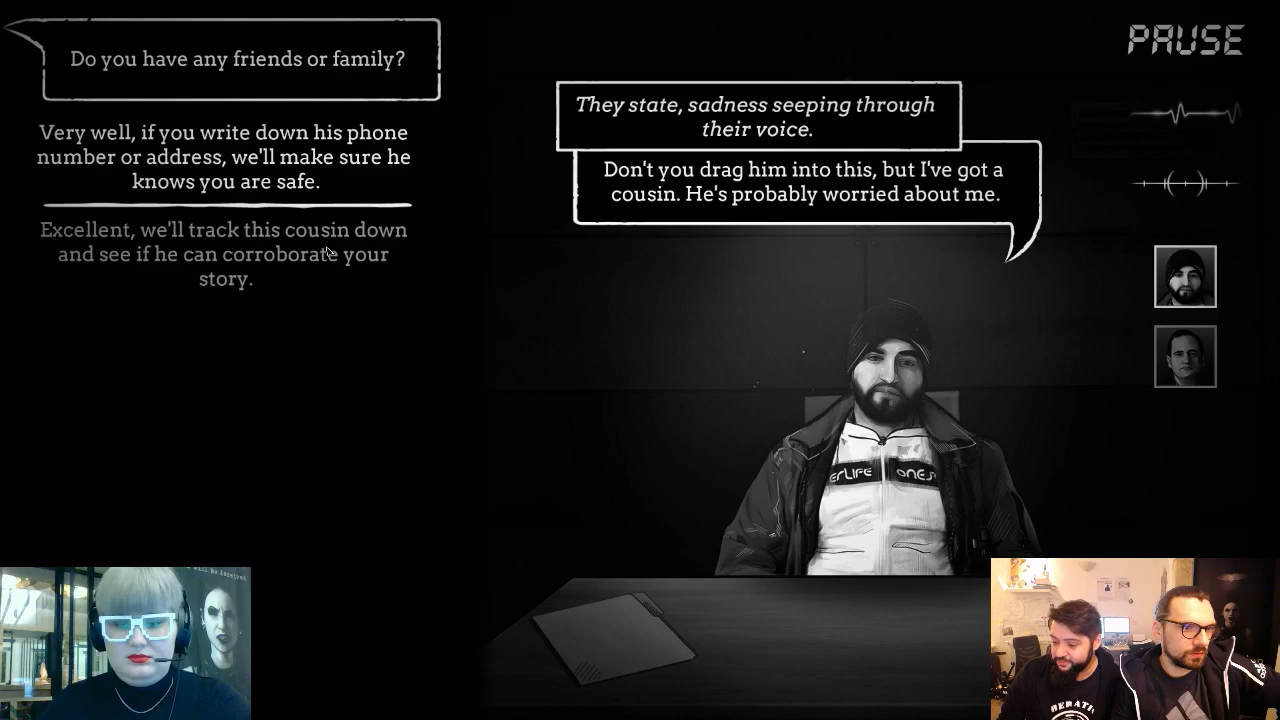 Do you have any friends or family?
Very well, if you write down his phone
number or address, we'll make sure he
knows you are safe.
Excellent, we'll track this cousin down
and see if he can corroborate your
story.
They state, sadness seeping through
their voice.
Don't you drag him into this, but I've got a
cousin. He's probably worried about me.
PAUSE